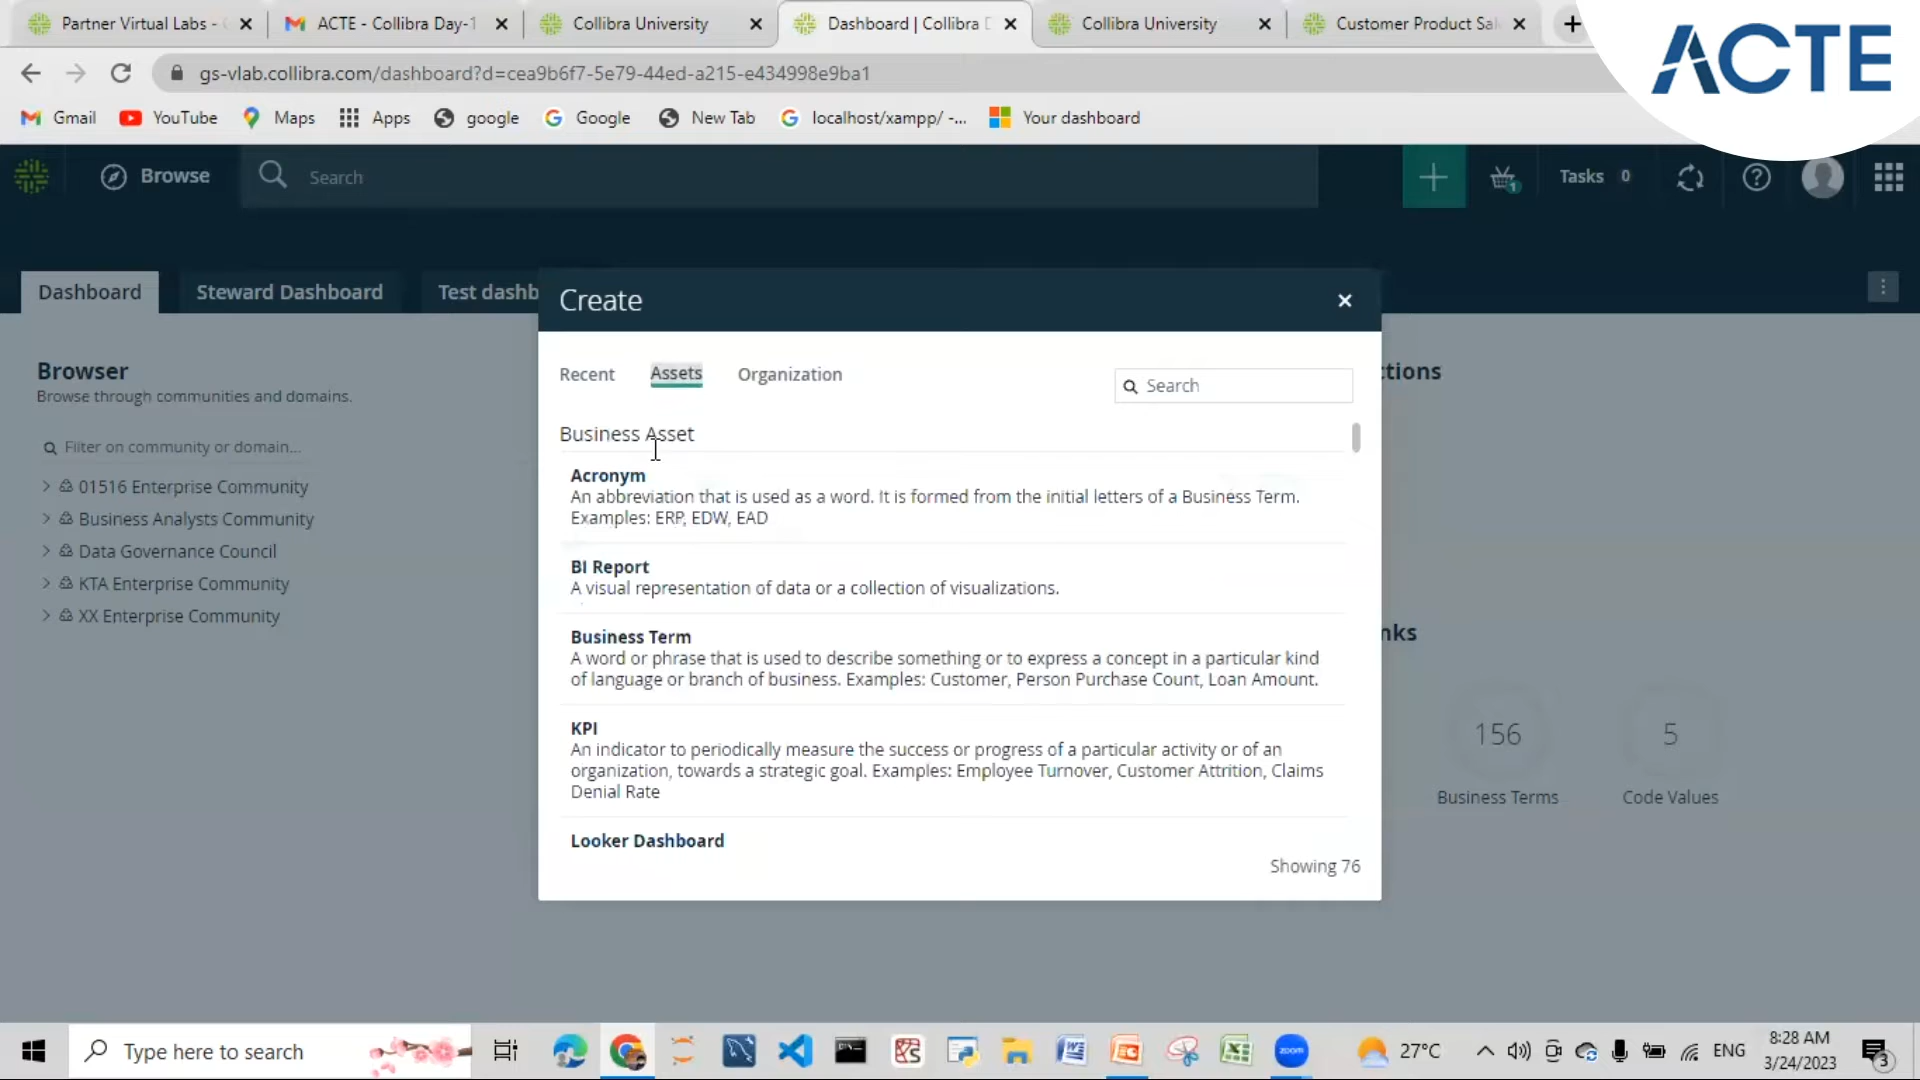 Partner Virtual Labs -
ACTE - Collibra Day-1
Collibra University
Dashboard | Collibra
Collibra University
Customer Product Sal
ACTE
gs-vlab.collibra.com/dashboard?d=cea9b6f7-5e79-44ed-a215-e434998e9ba1
Gmail
YouTube
Maps
Apps
google
Google
New Tab
localhost/xampp/ -...
Your dashboard
Browse
Search
1
Tasks 0
Dashboard
Steward Dashboard
Test dashb
Create
Browser
Browse through communities and domains.
Filter on community or domain...
01516 Enterprise Community
Business Analysts Community
Data Governance Council
KTA Enterprise Community
XX Enterprise Community
Recent
Assets
Organization
Search
Business Asset
Acronym
An abbreviation that is used as a word. It is formed from the initial letters of a Business Term.
Examples: ERP, EDW, EAD
BI Report
A visual representation of data or a collection of visualizations.
Business Term
A word or phrase that is used to describe something or to express a concept in a particular kind
of language or branch of business. Examples: Customer, Person Purchase Count, Loan Amount.
KPI
An indicator to periodically measure the success or progress of a particular activity or of an
organization, towards a strategic goal. Examples: Employee Turnover, Customer Attrition, Claims
Denial Rate
Looker Dashboard
Showing 76
ctions
nks
156
Business Terms
5
Code Values
Type here to search
zoom
27°C
ENG
8:28 AM
3/24/2023
3